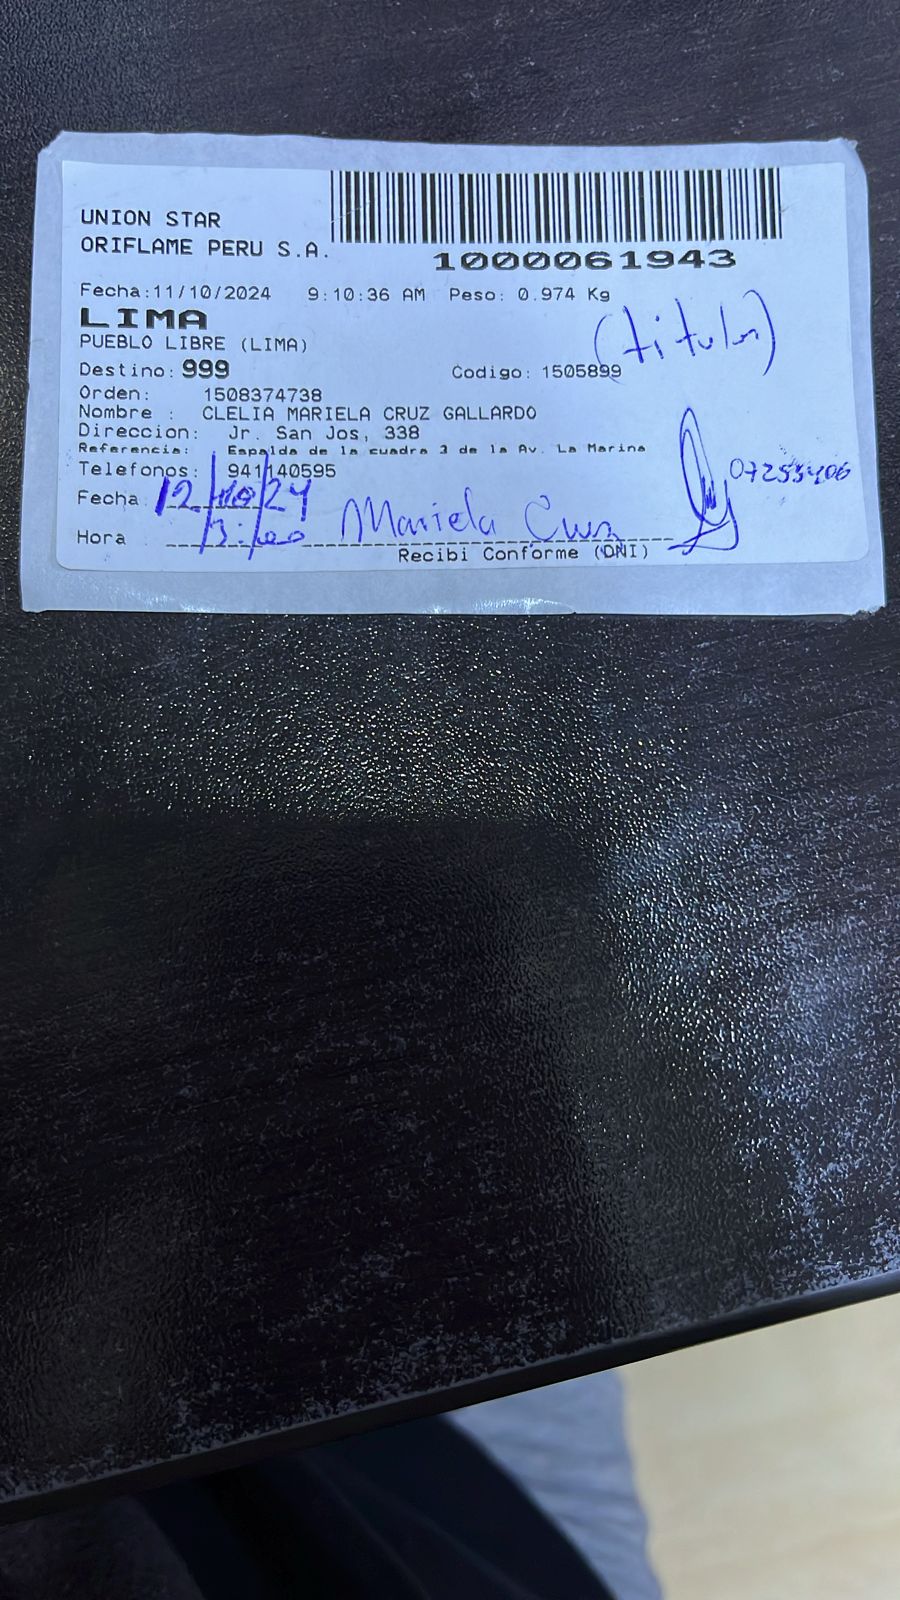 UNION STAR
ORIFLAME PERU S.A.
1000061943
Fecha:11/10/2024 9:10:36 AM Peso: 0.974 Kg
LIMA
(titular)
PUEBLO LIBRE (LIMA)
Destino: 999 Codigo: 1505899
Orden: 1508374738
Nombre : CLELIA MARIELA CRUZ GALLARDO
Direccion: Jr. San Jos, 338
Referencia: Espalda de la cuadra 3 de la Av. La Marina
Telefonos: 941140595
Fecha 12/10/24
Hora Mariela Cruz
Recibi Conforme (DNI)